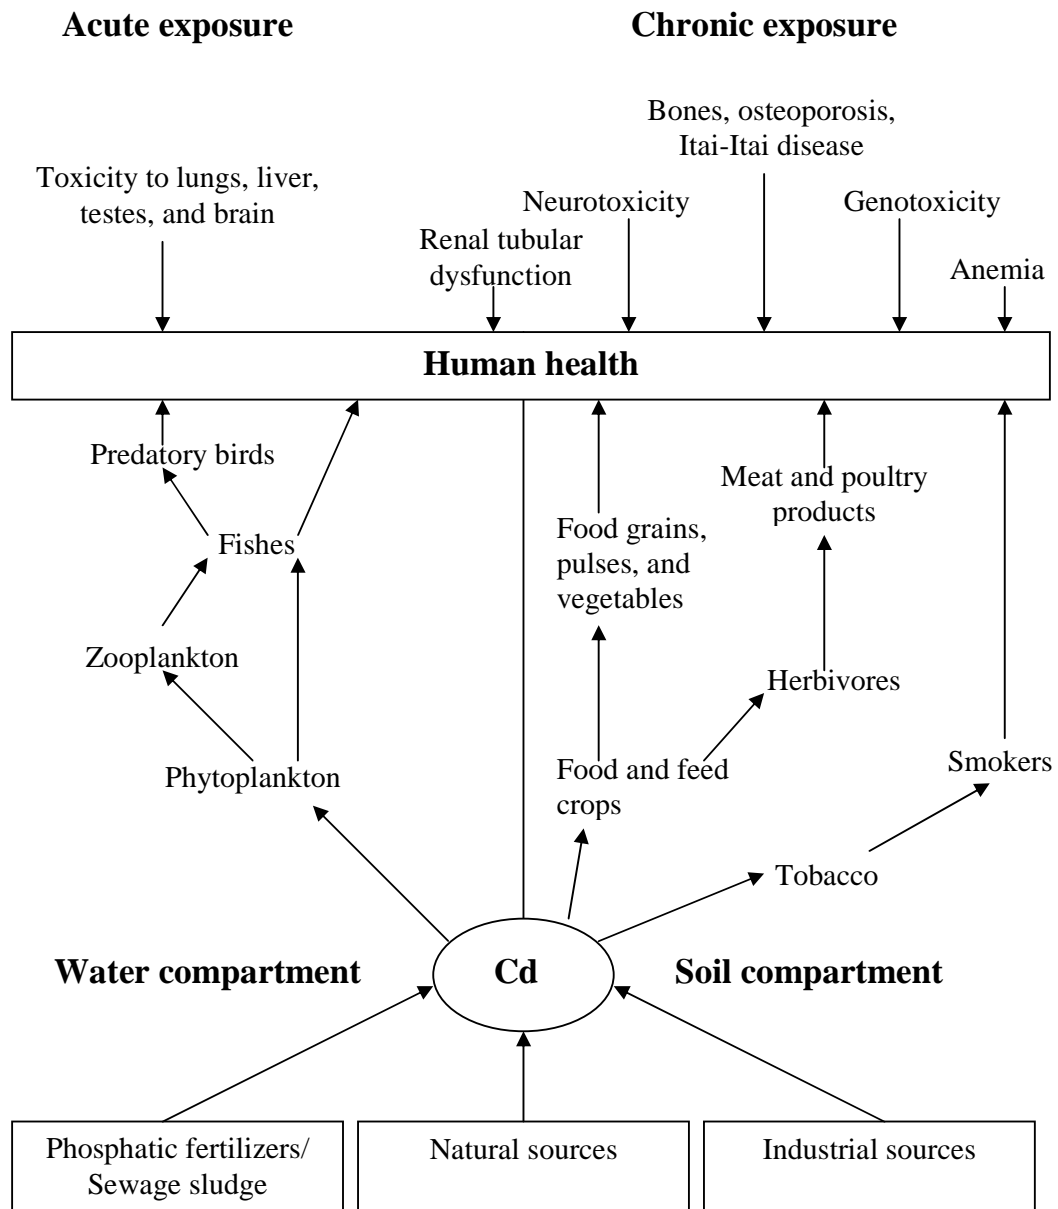 Acute exposure
Chronic exposure
Bones, osteoporosis,
Itai-Itai disease
Toxicity to lungs, liver,
testes, and brain
Neurotoxicity
Genotoxicity
Renal tubular
dysfunction
Anemia
Human health
Predatory birds
Meat and poultry
products
Fishes
Food grains,
pulses, and
vegetables
Zooplankton
Herbivores
Phytoplankton
Food and feed
crops
Smokers
Tobacco
Water compartment
Cd
Soil compartment
Phosphatic fertilizers/
Sewage sludge
Natural sources
Industrial sources